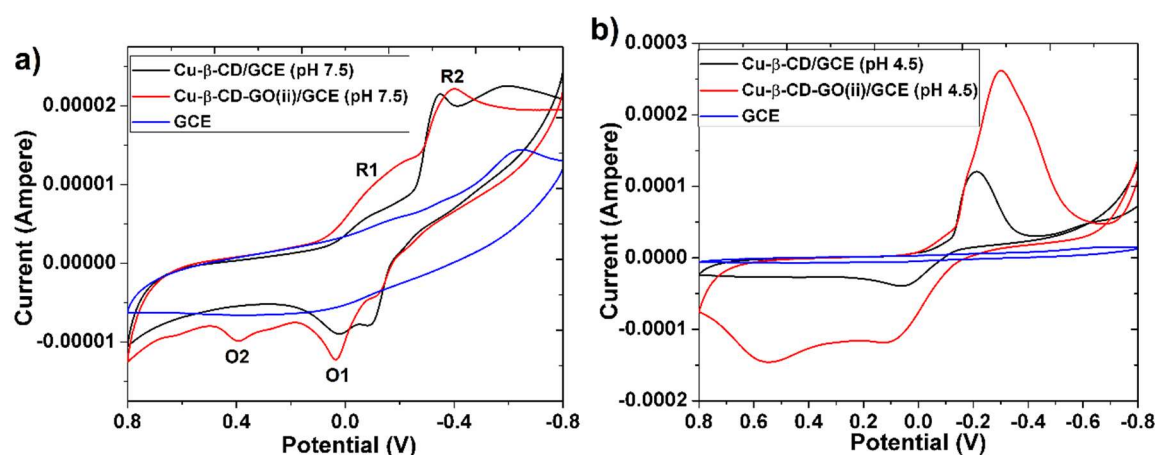 a)
Cu-β-CD/GCE (pH 7.5)
Cu-β-CD-GO(ii)/GCE (pH 7.5)
GCE
R1
R2
O2
O1
0.00002
0.00001
0.00000
-0.00001
Current (Ampere)
0.8 0.4 0.0 -0.4 -0.8
Potential (V)
b)
Cu-β-CD/GCE (pH 4.5)
Cu-β-CD-GO(ii)/GCE (pH 4.5)
GCE
0.0003
0.0002
0.0001
0.0000
-0.0001
-0.0002
Current (Ampere)
0.8 0.6 0.4 0.2 0.0 -0.2 -0.4 -0.6 -0.8
Potential (V)